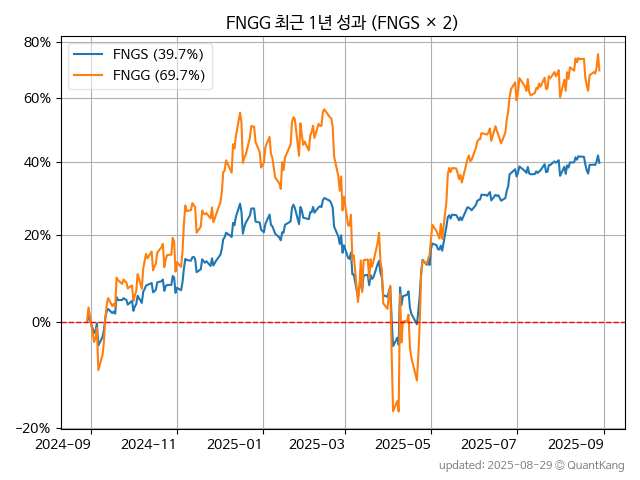 FNGG 최근 1년 성과 (FNGS × 2)
FNGS (39.7%)
FNGG (69.7%)
80%
60%
40%
20%
0%
−20%
2024-09 2024-11 2025-01 2025-03 2025-05 2025-07 2025-09
updated: 2025-08-29 © QuantKang